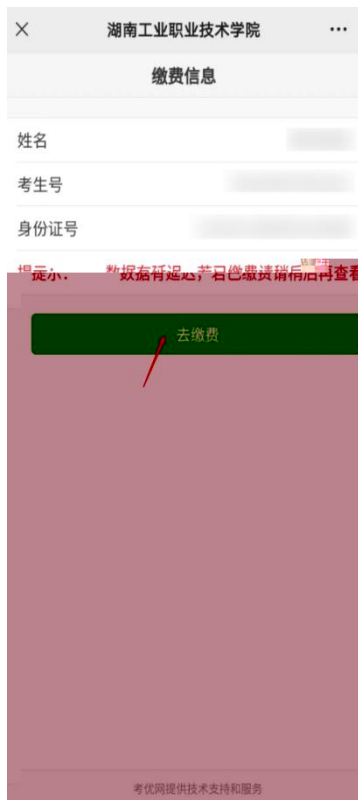 湖南工业职业技术学院
缴费信息
姓名
考生号
身份证号
提示： 数据有延迟，若已缴费请稍后再查看
去缴费
考优网提供技术支持和服务